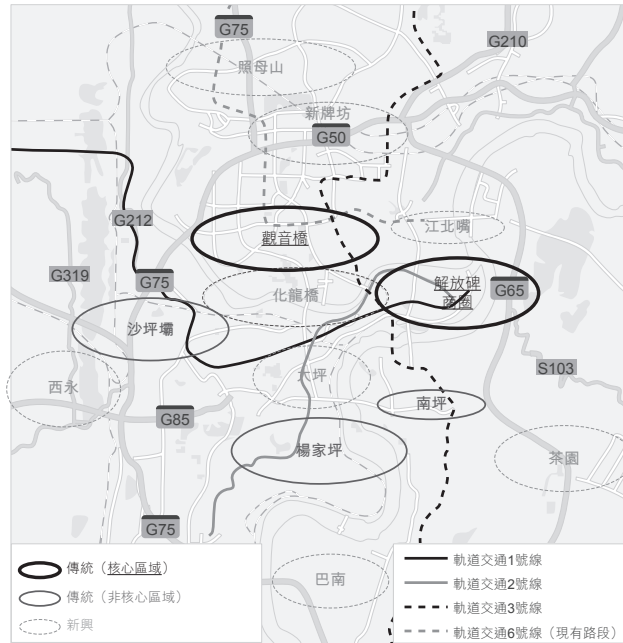 G75
G210
照母山
新牌坊
G50
G212
觀音橋
江北嘴
G319
G75
化龍橋
解放碑
商圈
G65
沙坪壩
S103
西永
大坪
G85
南坪
楊家坪
茶園
G75
巴南
傳統（核心區域）
傳統（非核心區域）
新興
軌道交通1號線
軌道交通2號線
軌道交通3號線
軌道交通6號線（現有路段）